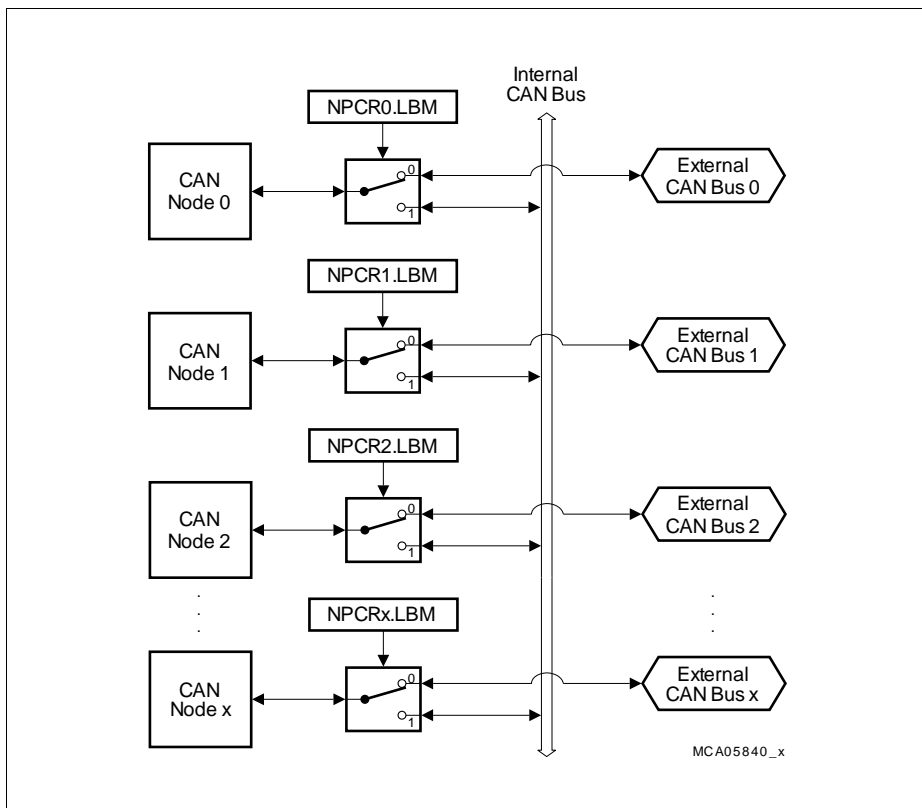 Internal
CAN Bus
NPCR0.LBM
CAN
Node 0
0
1
External
CAN Bus 0
NPCR1.LBM
CAN
Node 1
0
1
External
CAN Bus 1
NPCR2.LBM
CAN
Node 2
0
1
External
CAN Bus 2
.
.
.
.
.
.
NPCRx.LBM
CAN
Node x
0
1
External
CAN Bus x
MCA05840_x